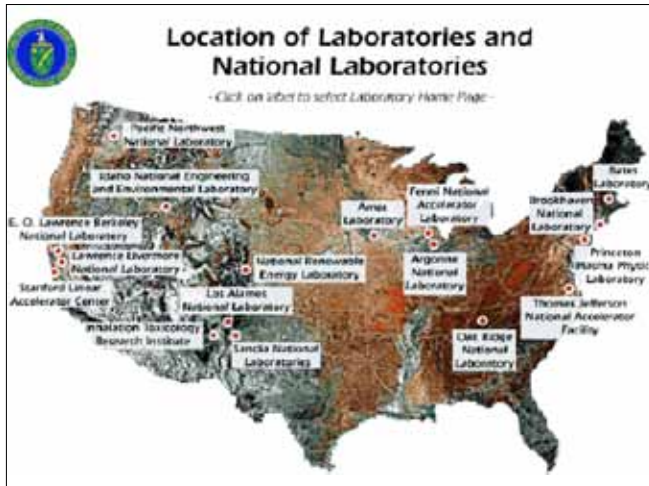 Location of Laboratories and
National Laboratories
- Click on label to select Laboratory Home Page -
Pacific Northwest
National Laboratory
Idaho National Engineering
and Environmental Laboratory
E. O. Lawrence Berkeley
National Laboratory
Lawrence Livermore
National Laboratory
Stanford Linear
Accelerator Center
Los Alamos
National Laboratory
Inhalation Toxicology
Research Institute
Sandia National
Laboratories
National Renewable
Energy Laboratory
Ames
Laboratory
Fermi National
Accelerator
Laboratory
Argonne
National
Laboratory
Oak Ridge
National
Laboratory
Bates
Laboratory
Brookhaven
National
Laboratory
Princeton
Plasma Physics
Laboratory
Thomas Jefferson
National Accelerator
Facility